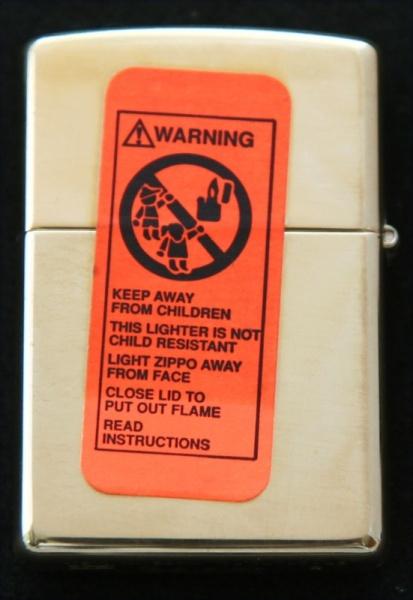 WARNING
KEEP AWAY
FROM CHILDREN
THIS LIGHTER IS NOT
CHILD RESISTANT
LIGHT ZIPPO AWAY
FROM FACE
CLOSE LID TO
PUT OUT FLAME
READ
INSTRUCTIONS